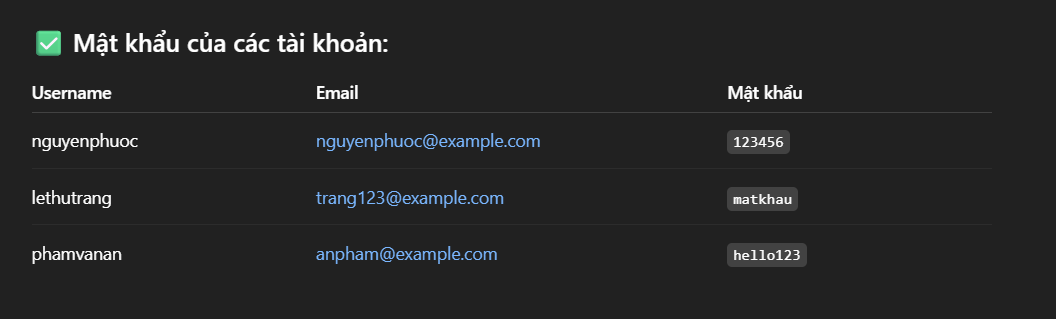 ✅ Mật khẩu của các tài khoản:
Username Email Mật khẩu
nguyenphuoc nguyenphuoc@example.com 123456
lethutrang trang123@example.com matkhau
phamvanan anpham@example.com hello123